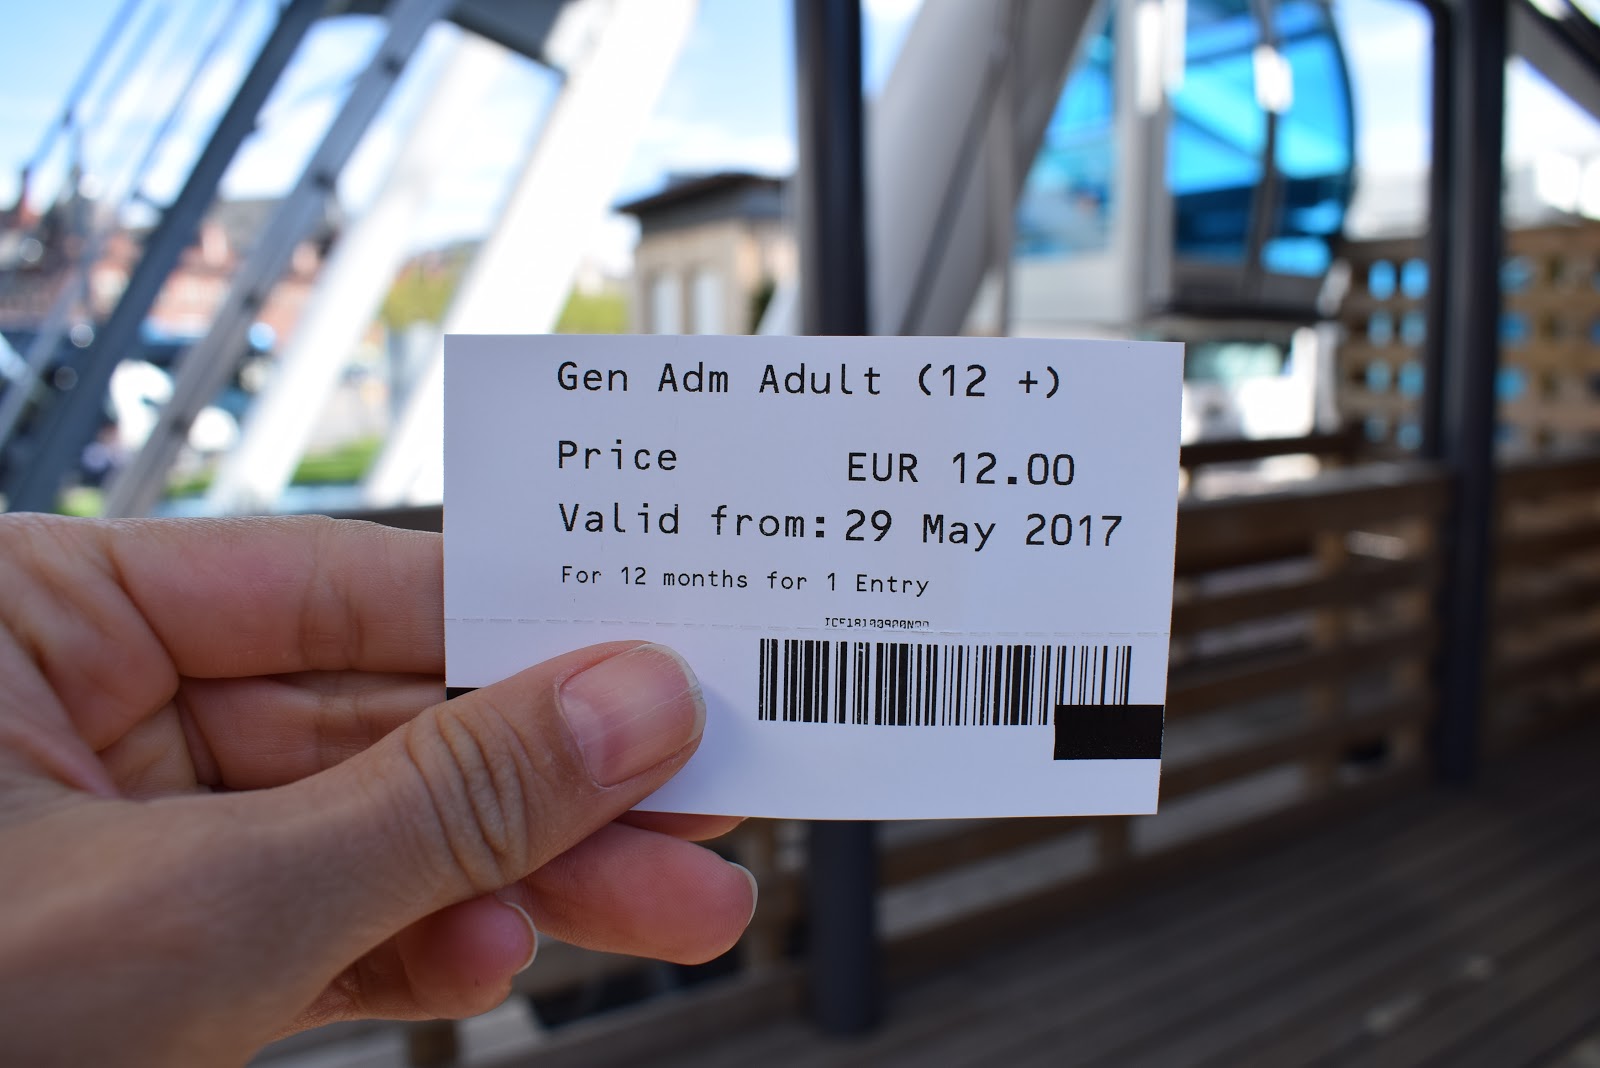 Gen Adm Adult (12 +)
Price EUR 12.00
Valid from: 29 May 2017
For 12 months for 1 Entry